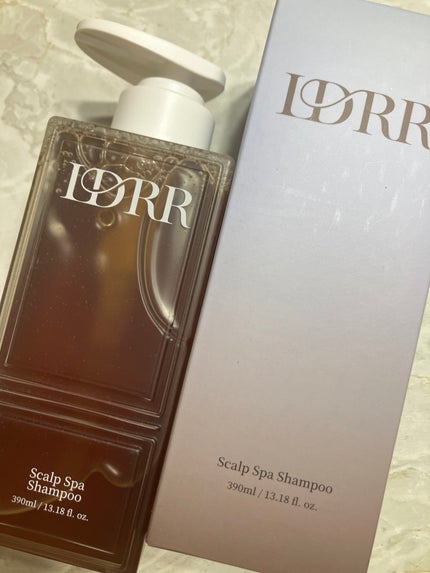 LDRR
Scalp Spa
Shampoo
390ml / 13.18 fl. oz.
LDRR
Scalp Spa Shampoo
390ml / 13.18 fl. oz.